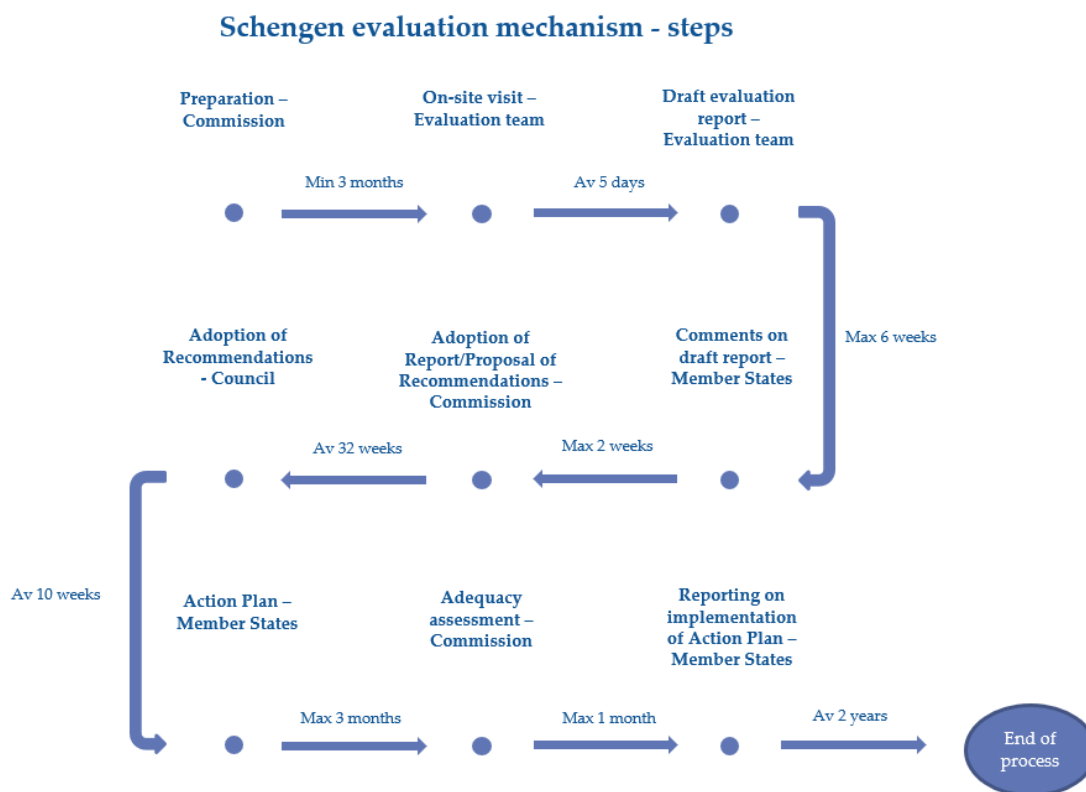 Schengen evaluation mechanism - steps
Preparation –
Commission
On-site visit –
Evaluation team
Draft evaluation
report –
Evaluation team
Min 3 months
Av 5 days
Max 6 weeks
Comments on
draft report –
Member States
Adoption of
Report/Proposal of
Recommendations –
Commission
Adoption of
Recommendations
- Council
Max 2 weeks
Av 32 weeks
Av 10 weeks
Action Plan –
Member States
Adequacy
assessment –
Commission
Reporting on
implementation
of Action Plan –
Member States
Max 3 months
Max 1 month
Av 2 years
End of
process